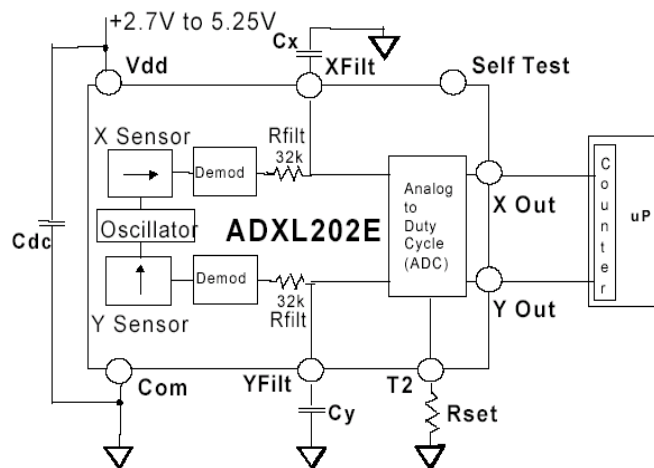 +2.7V to 5.25V
Cx
Vdd
XFilt
Self Test
X Sensor
Rfilt
32k
Demod
Analog
to
Duty
Cycle
(ADC)
X Out
Counter
uP
Cdc
Oscillator
ADXL202E
Demod
32k
Rfilt
Y Sensor
Y Out
Com
YFilt
T2
Cy
Rset